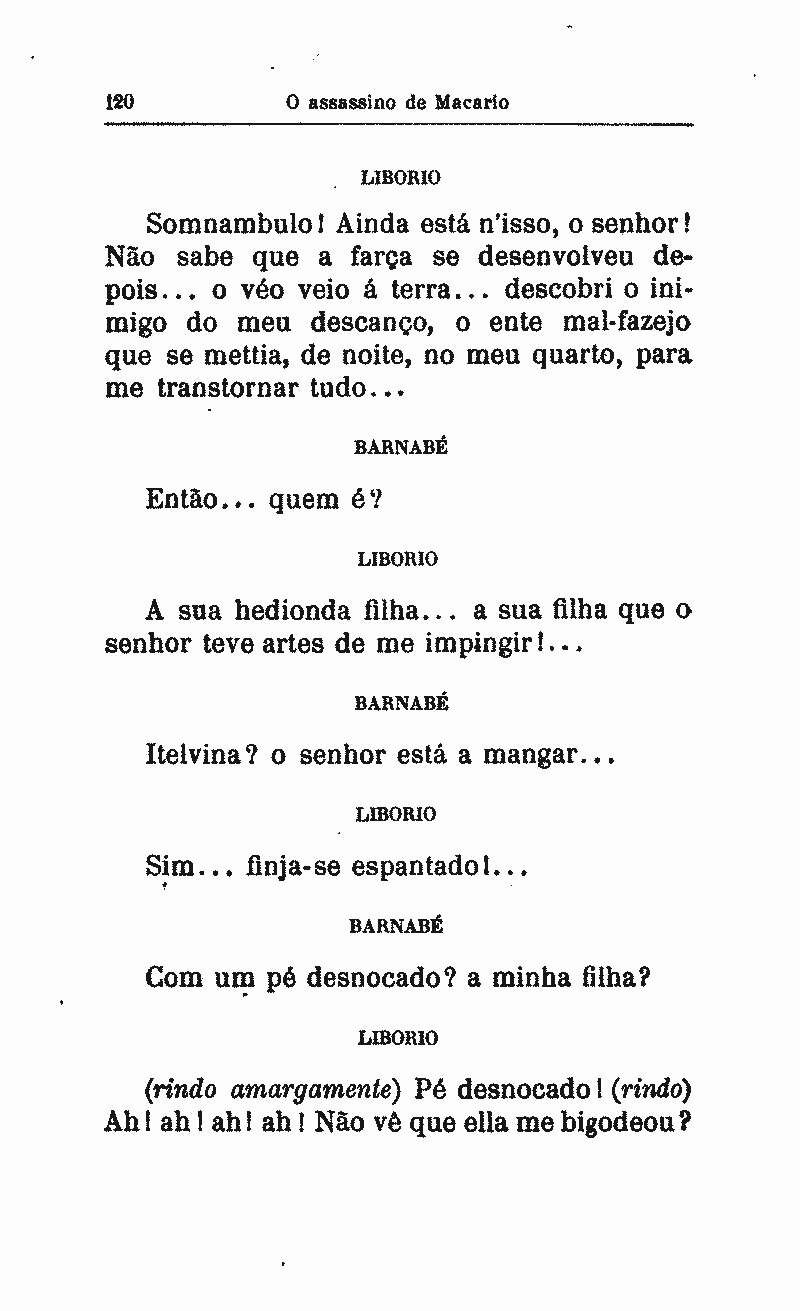 120 O assassino de Macario
LIBORIO
Somnambulo! Ainda está n'isso, o senhor!
Não sabe que a farça se desenvolveu de-
pois... o véo veio á terra... descobri o ini-
migo do meu descanço, o ente mal-fazejo
que se mettia, de noite, no meu quarto, para
me transtornar tudo...
BARNABÉ
Então... quem é?
LIBORIO
A sua hedionda filha... a sua filha que o
senhor teve artes de me impingir!...
BARNABÉ
Itelvina? o senhor está a mangar...
LIBORIO
Sim... finja-se espantado!...
BARNABÉ
Com um pé desnocado? a minha filha?
LIBORIO
(rindo amargamente) Pé desnocado! (rindo)
Ah! ah! ah! ah! Não vê que ella me bigodeou?